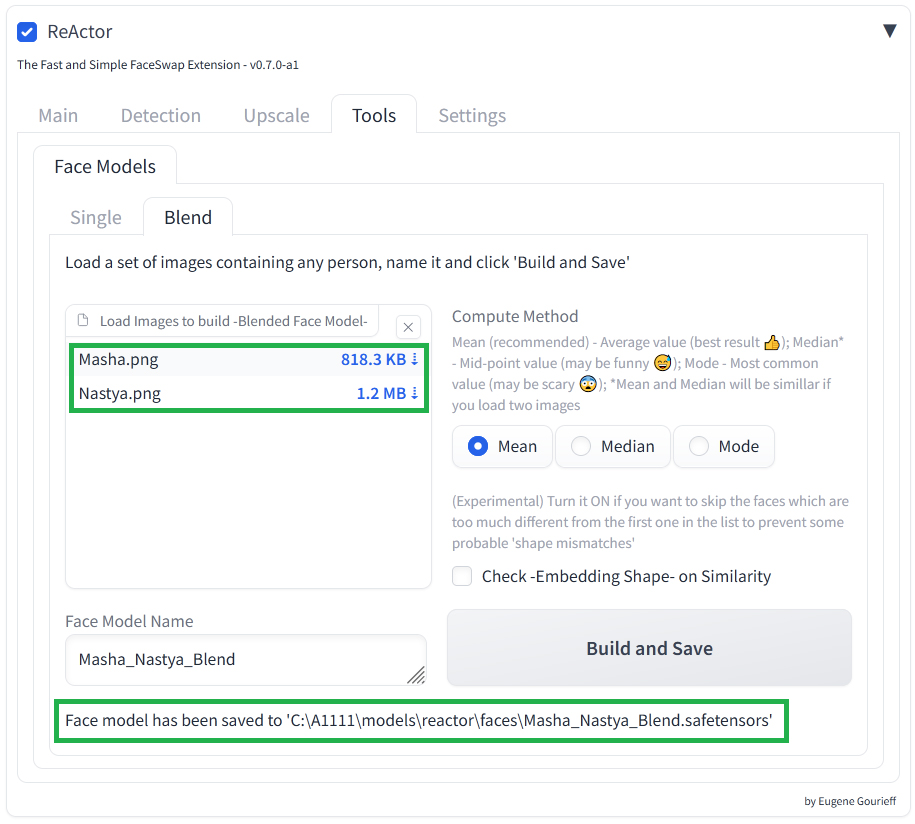 ReActor
▼
The Fast and Simple FaceSwap Extension - v0.7.0-a1
Main Detection Upscale Tools Settings
Face Models
Single Blend
Load a set of images containing any person, name it and click 'Build and Save'
Load Images to build -Blended Face Model-
Masha.png 818.3 KB ⇣
Nastya.png 1.2 MB ⇣
Compute Method
Mean (recommended) - Average value (best result 👍); Median*
- Mid-point value (may be funny 😅); Mode - Most common
value (may be scary 😨); *Mean and Median will be simillar if
you load two images
Mean Median Mode
(Experimental) Turn it ON if you want to skip the faces which are
too much different from the first one in the list to prevent some
probable 'shape mismatches'
Check -Embedding Shape- on Similarity
Face Model Name
Masha_Nastya_Blend
Build and Save
Face model has been saved to 'C:\A1111\models\reactor\faces\Masha_Nastya_Blend.safetensors'
by Eugene Gourieff